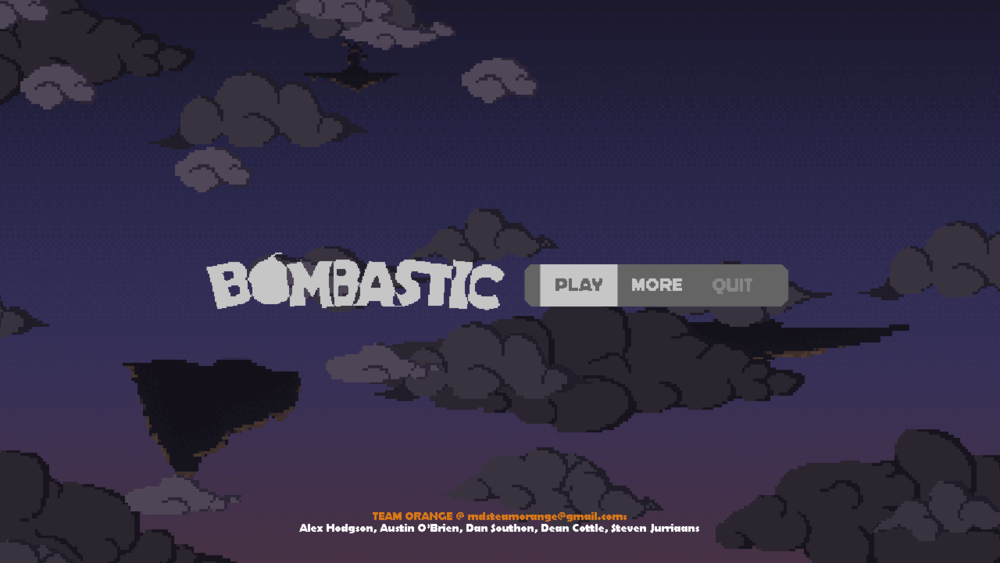 BOMBASTIC
PLAY MORE QUIT
TEAM ORANGE @ mdsteamorange@gmail.com:
Alex Hodgson, Austin O'Brien, Dan Southon, Dean Cottle, Steven Jurriaans